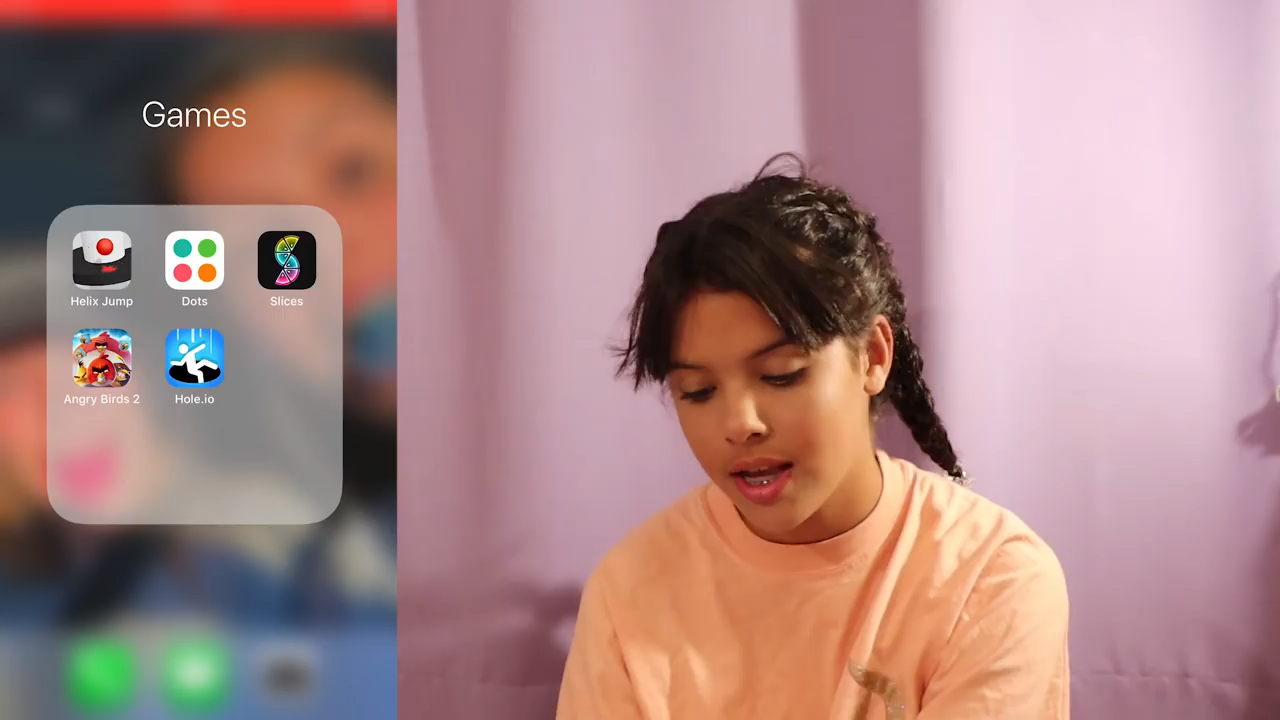 Games
Helix Jump
Dots
Slices
Angry Birds 2
Hole.io